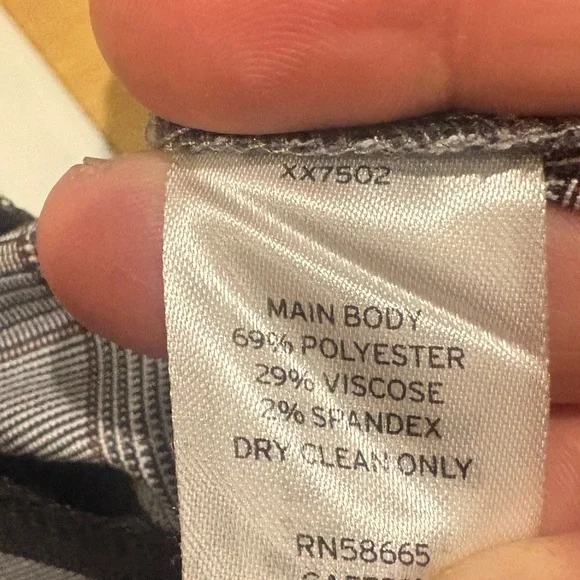 XX7502
MAIN BODY
69% POLYESTER
29% VISCOSE
2% SPANDEX
DRY CLEAN ONLY
RN58665